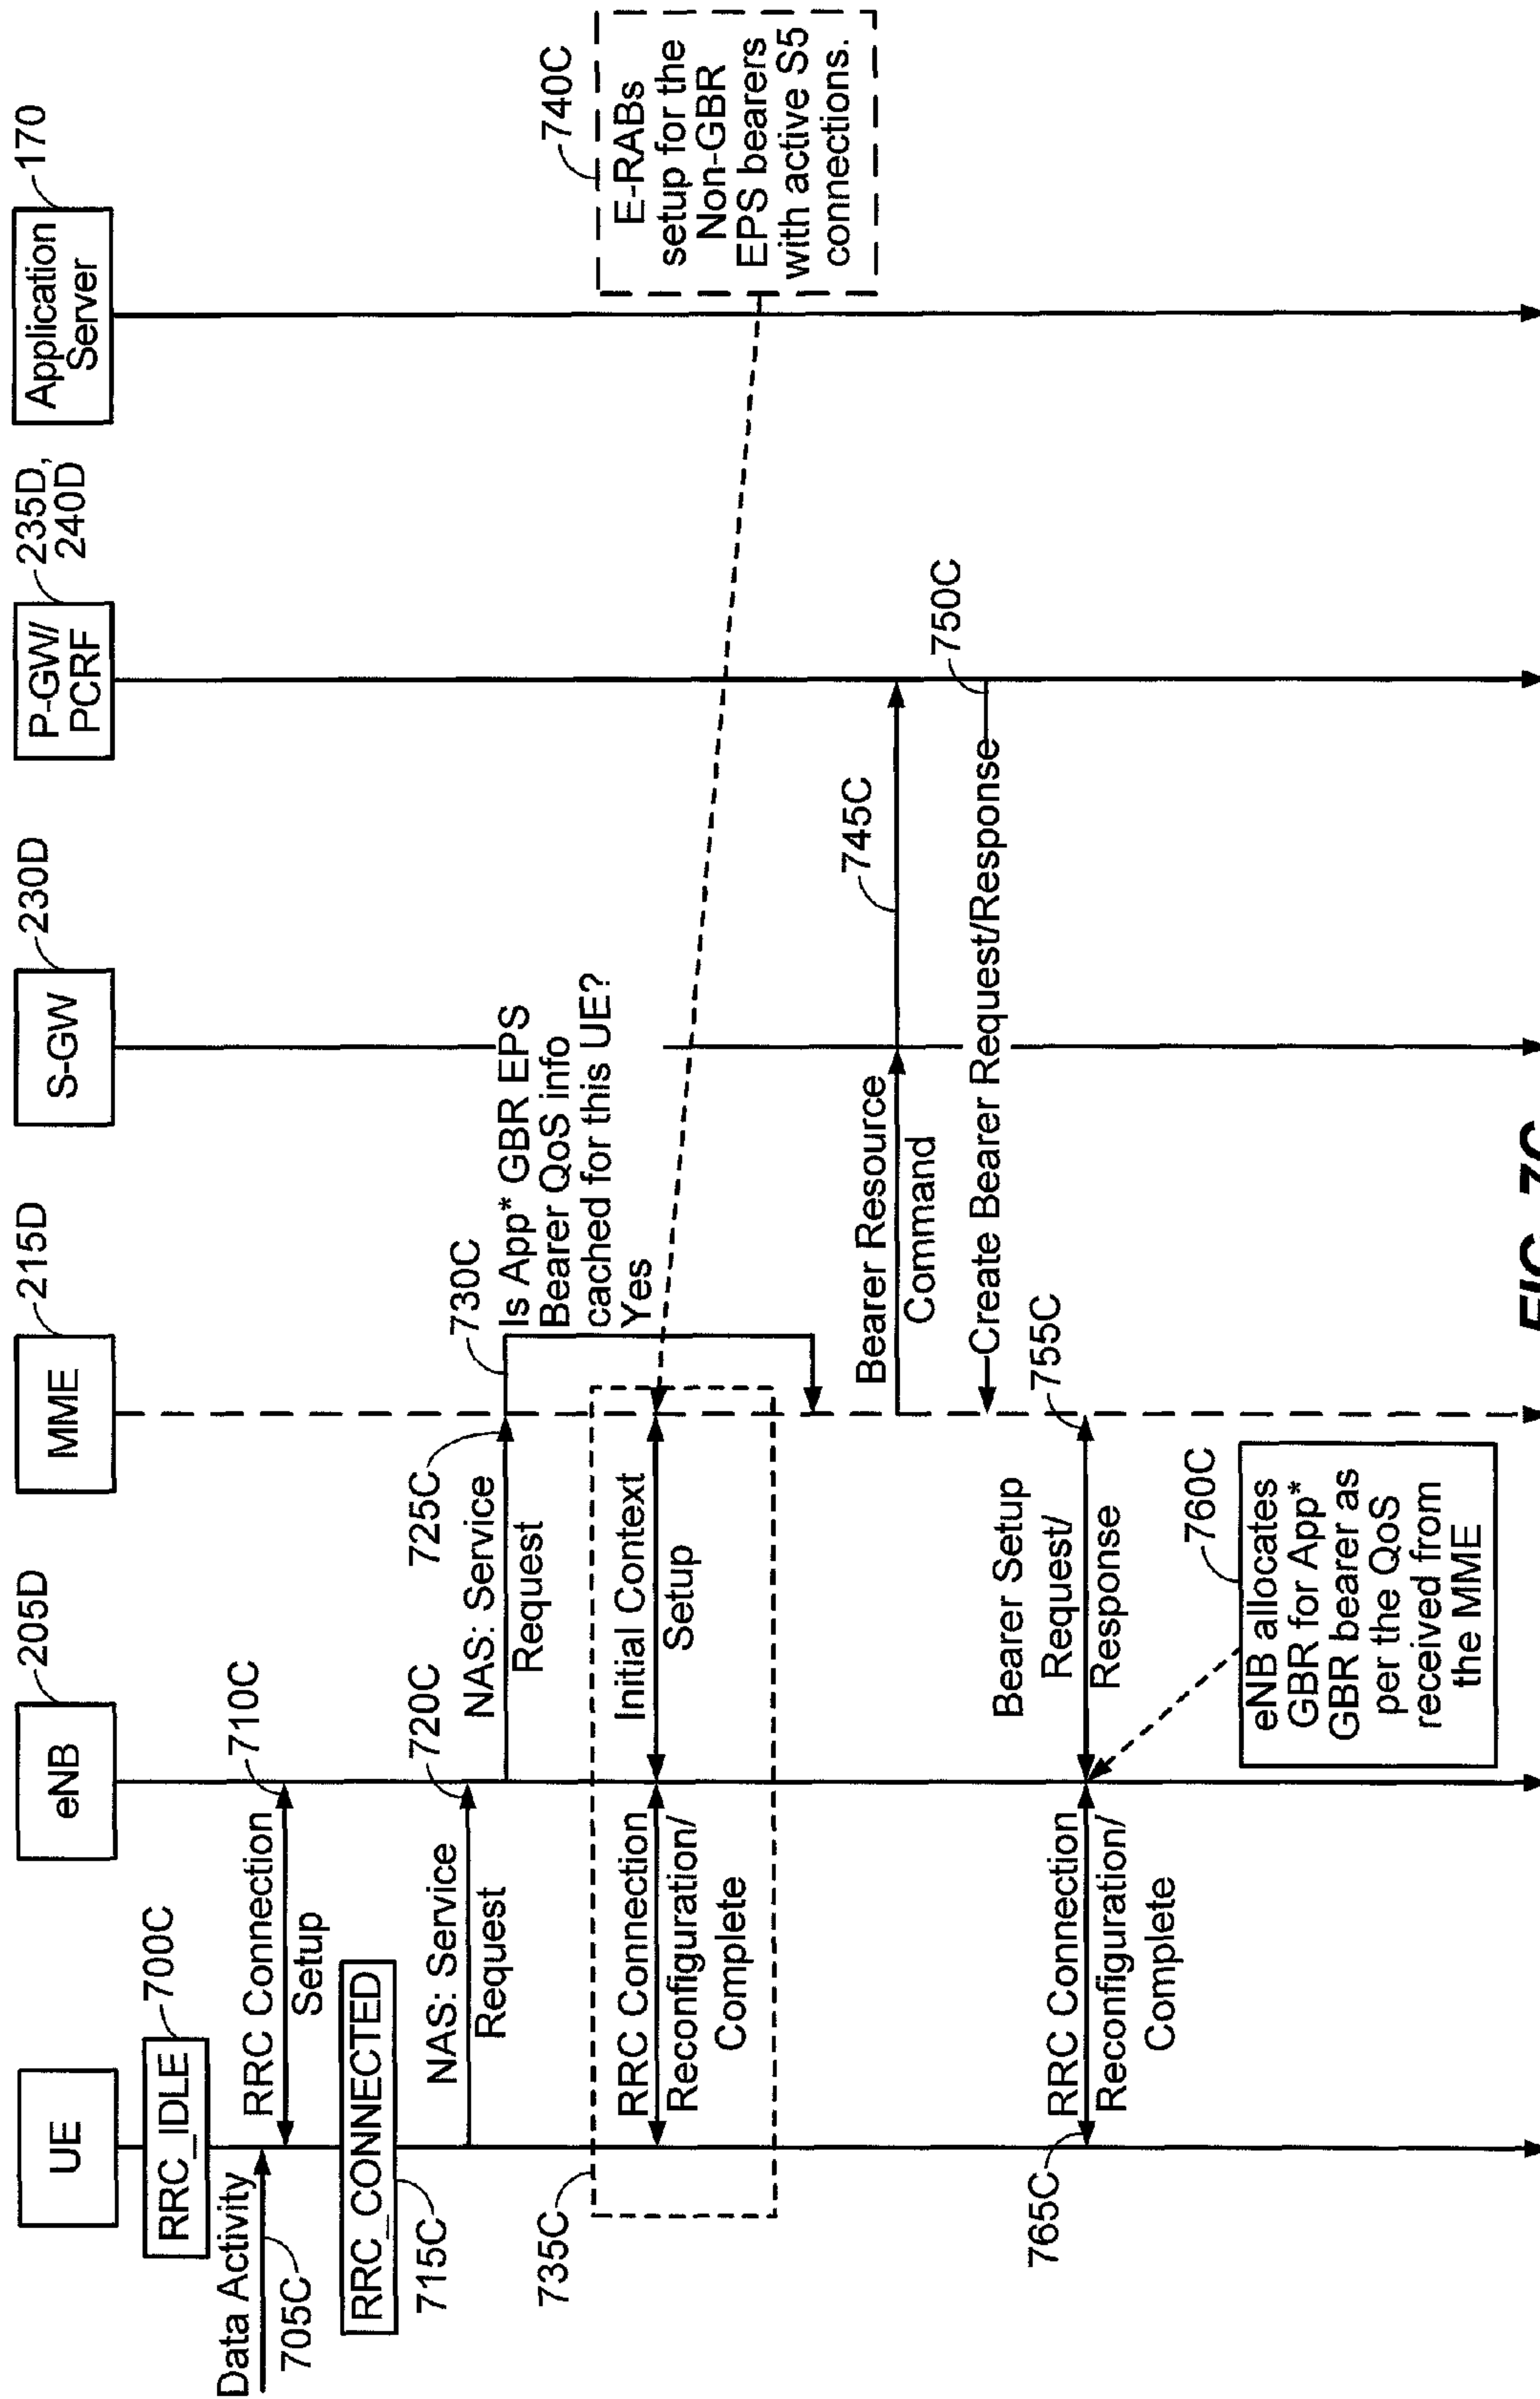 UE
eNB
205D
MME
215D
S-GW
230D
P-GW/
PCRF
235D,
240D
Application
Server
170
RRC_IDLE
700C
Data Activity
705C
RRC Connection
Setup
710C
RRC_CONNECTED
715C
NAS: Service
Request
720C
NAS: Service
Request
725C
730C
Is App* GBR EPS
Bearer QoS info
cached for this UE?
Yes
735C
RRC Connection
Reconfiguration/
Complete
Initial Context
Setup
740C
E-RABs
setup for the
Non-GBR
EPS bearers
with active S5
connections.
Bearer Resource
Command
745C
Create Bearer Request/Response
750C
Bearer Setup
Request/
Response
755C
760C
eNB allocates
GBR for App*
GBR bearer as
per the QoS
received from
the MME
765C
RRC Connection
Reconfiguration/
Complete
FIG. 7C